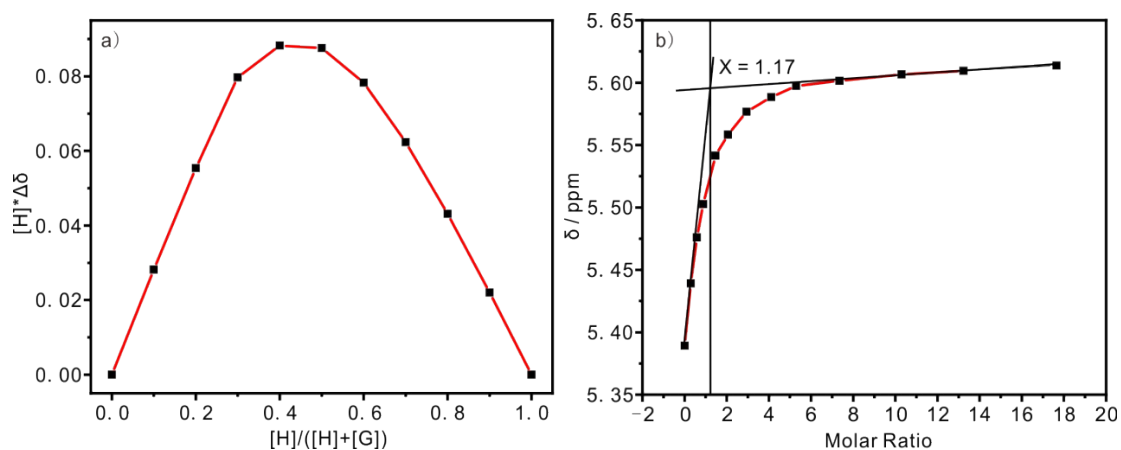 a)
0.08
0.06
0.04
0.02
0.00
[H]*Δδ
0.0 0.2 0.4 0.6 0.8 1.0
[H]/([H]+[G])
b)
X = 1.17
5.65
5.60
5.55
5.50
5.45
5.40
5.35
δ / ppm
-2 0 2 4 6 8 10 12 14 16 18 20
Molar Ratio